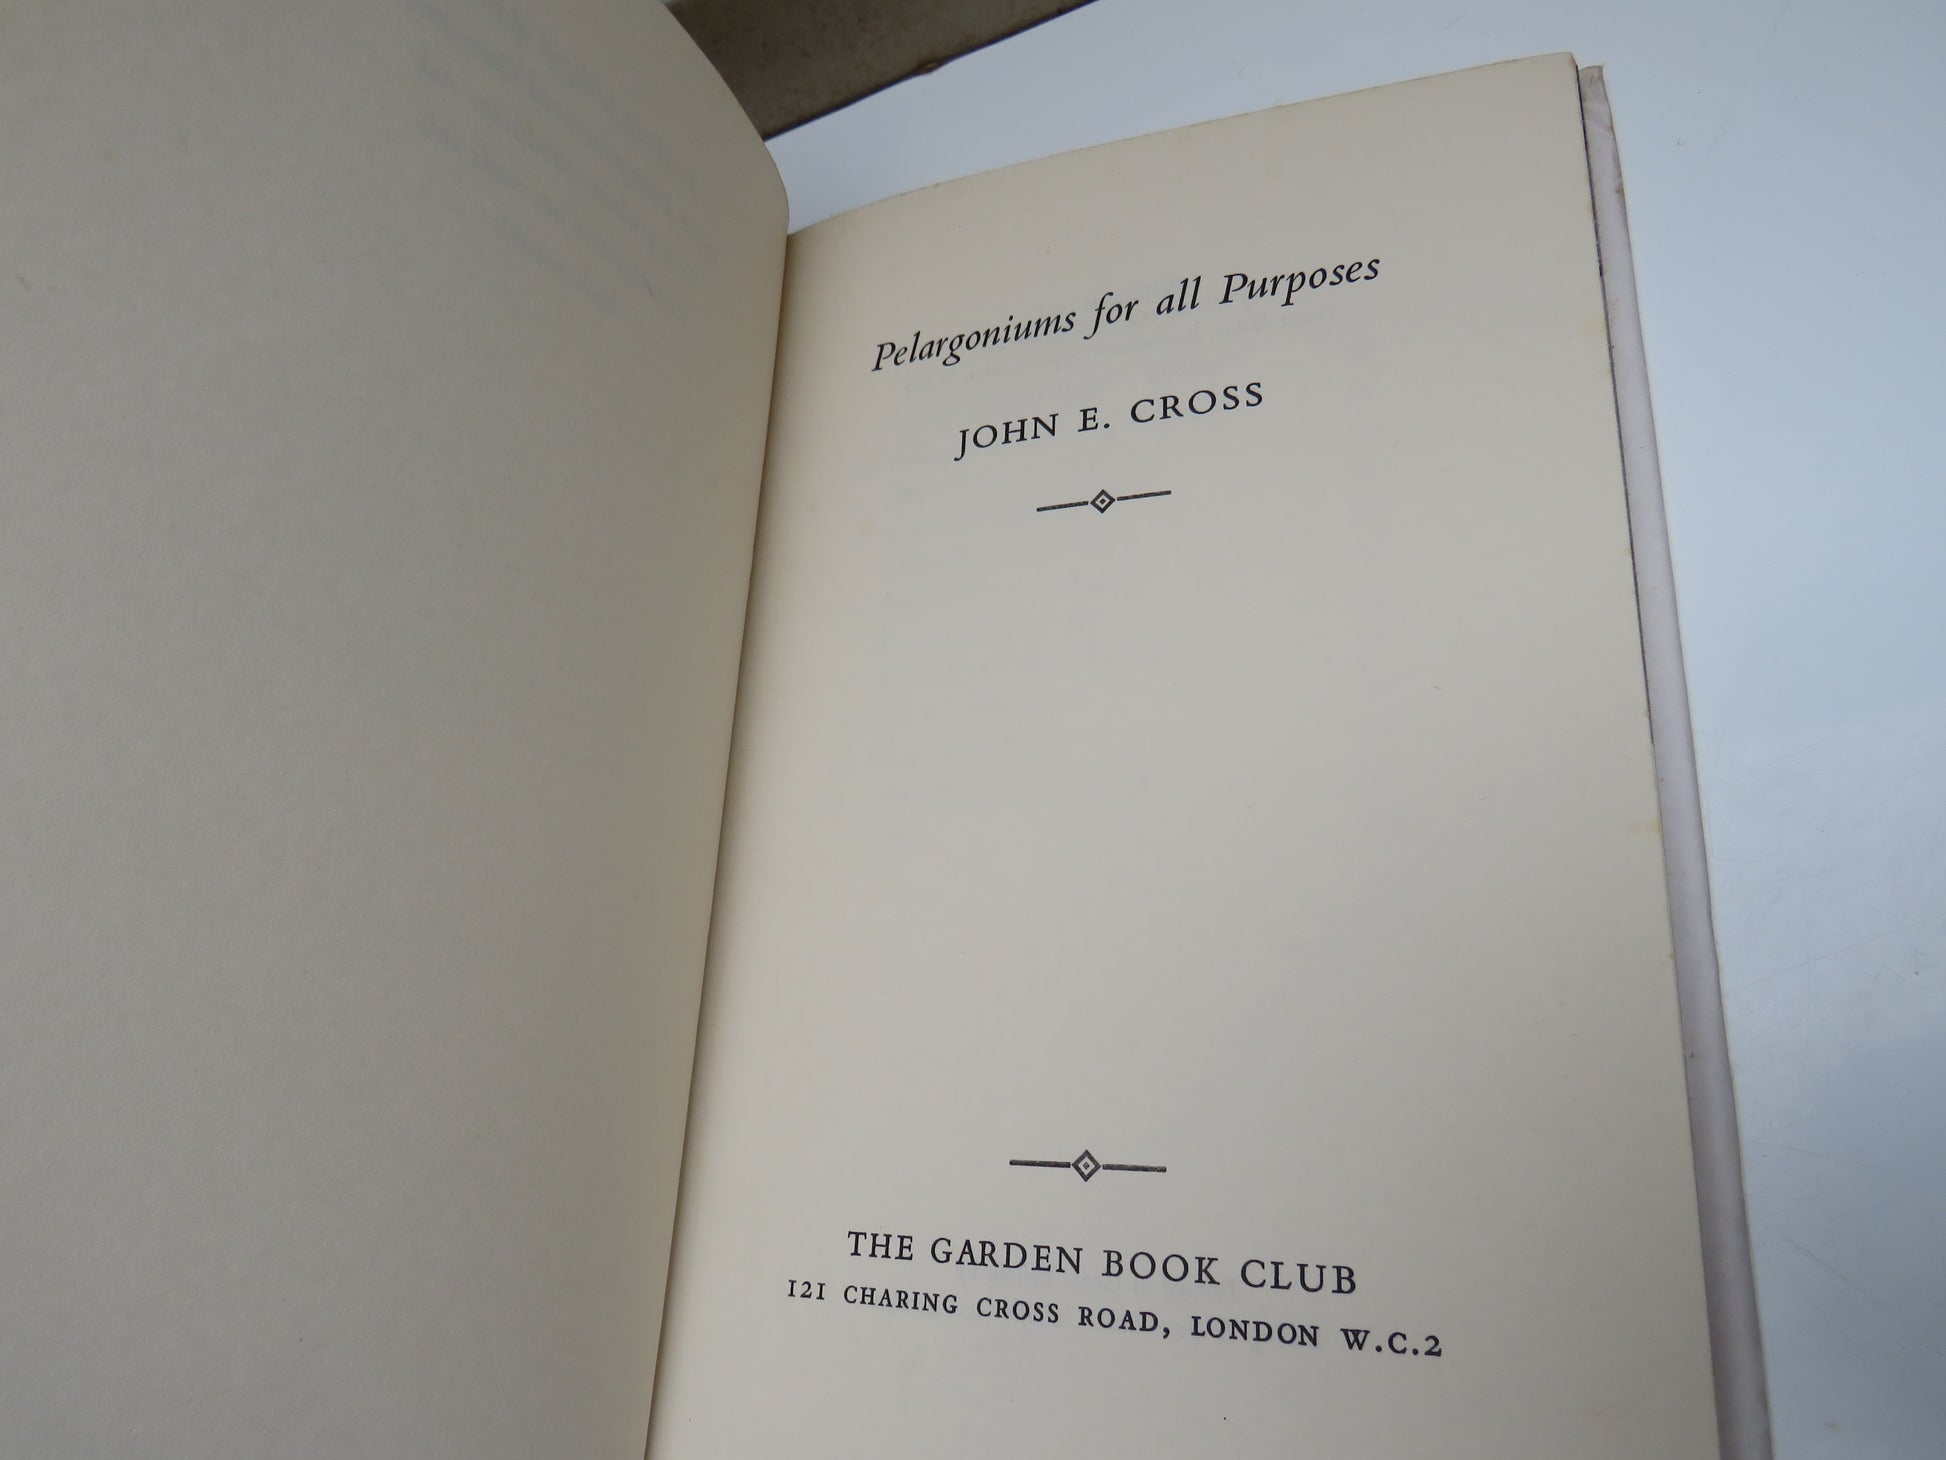 Pelargoniums for all Purposes
JOHN E. CROSS
THE GARDEN BOOK CLUB
121 CHARING CROSS ROAD, LONDON W.C.2